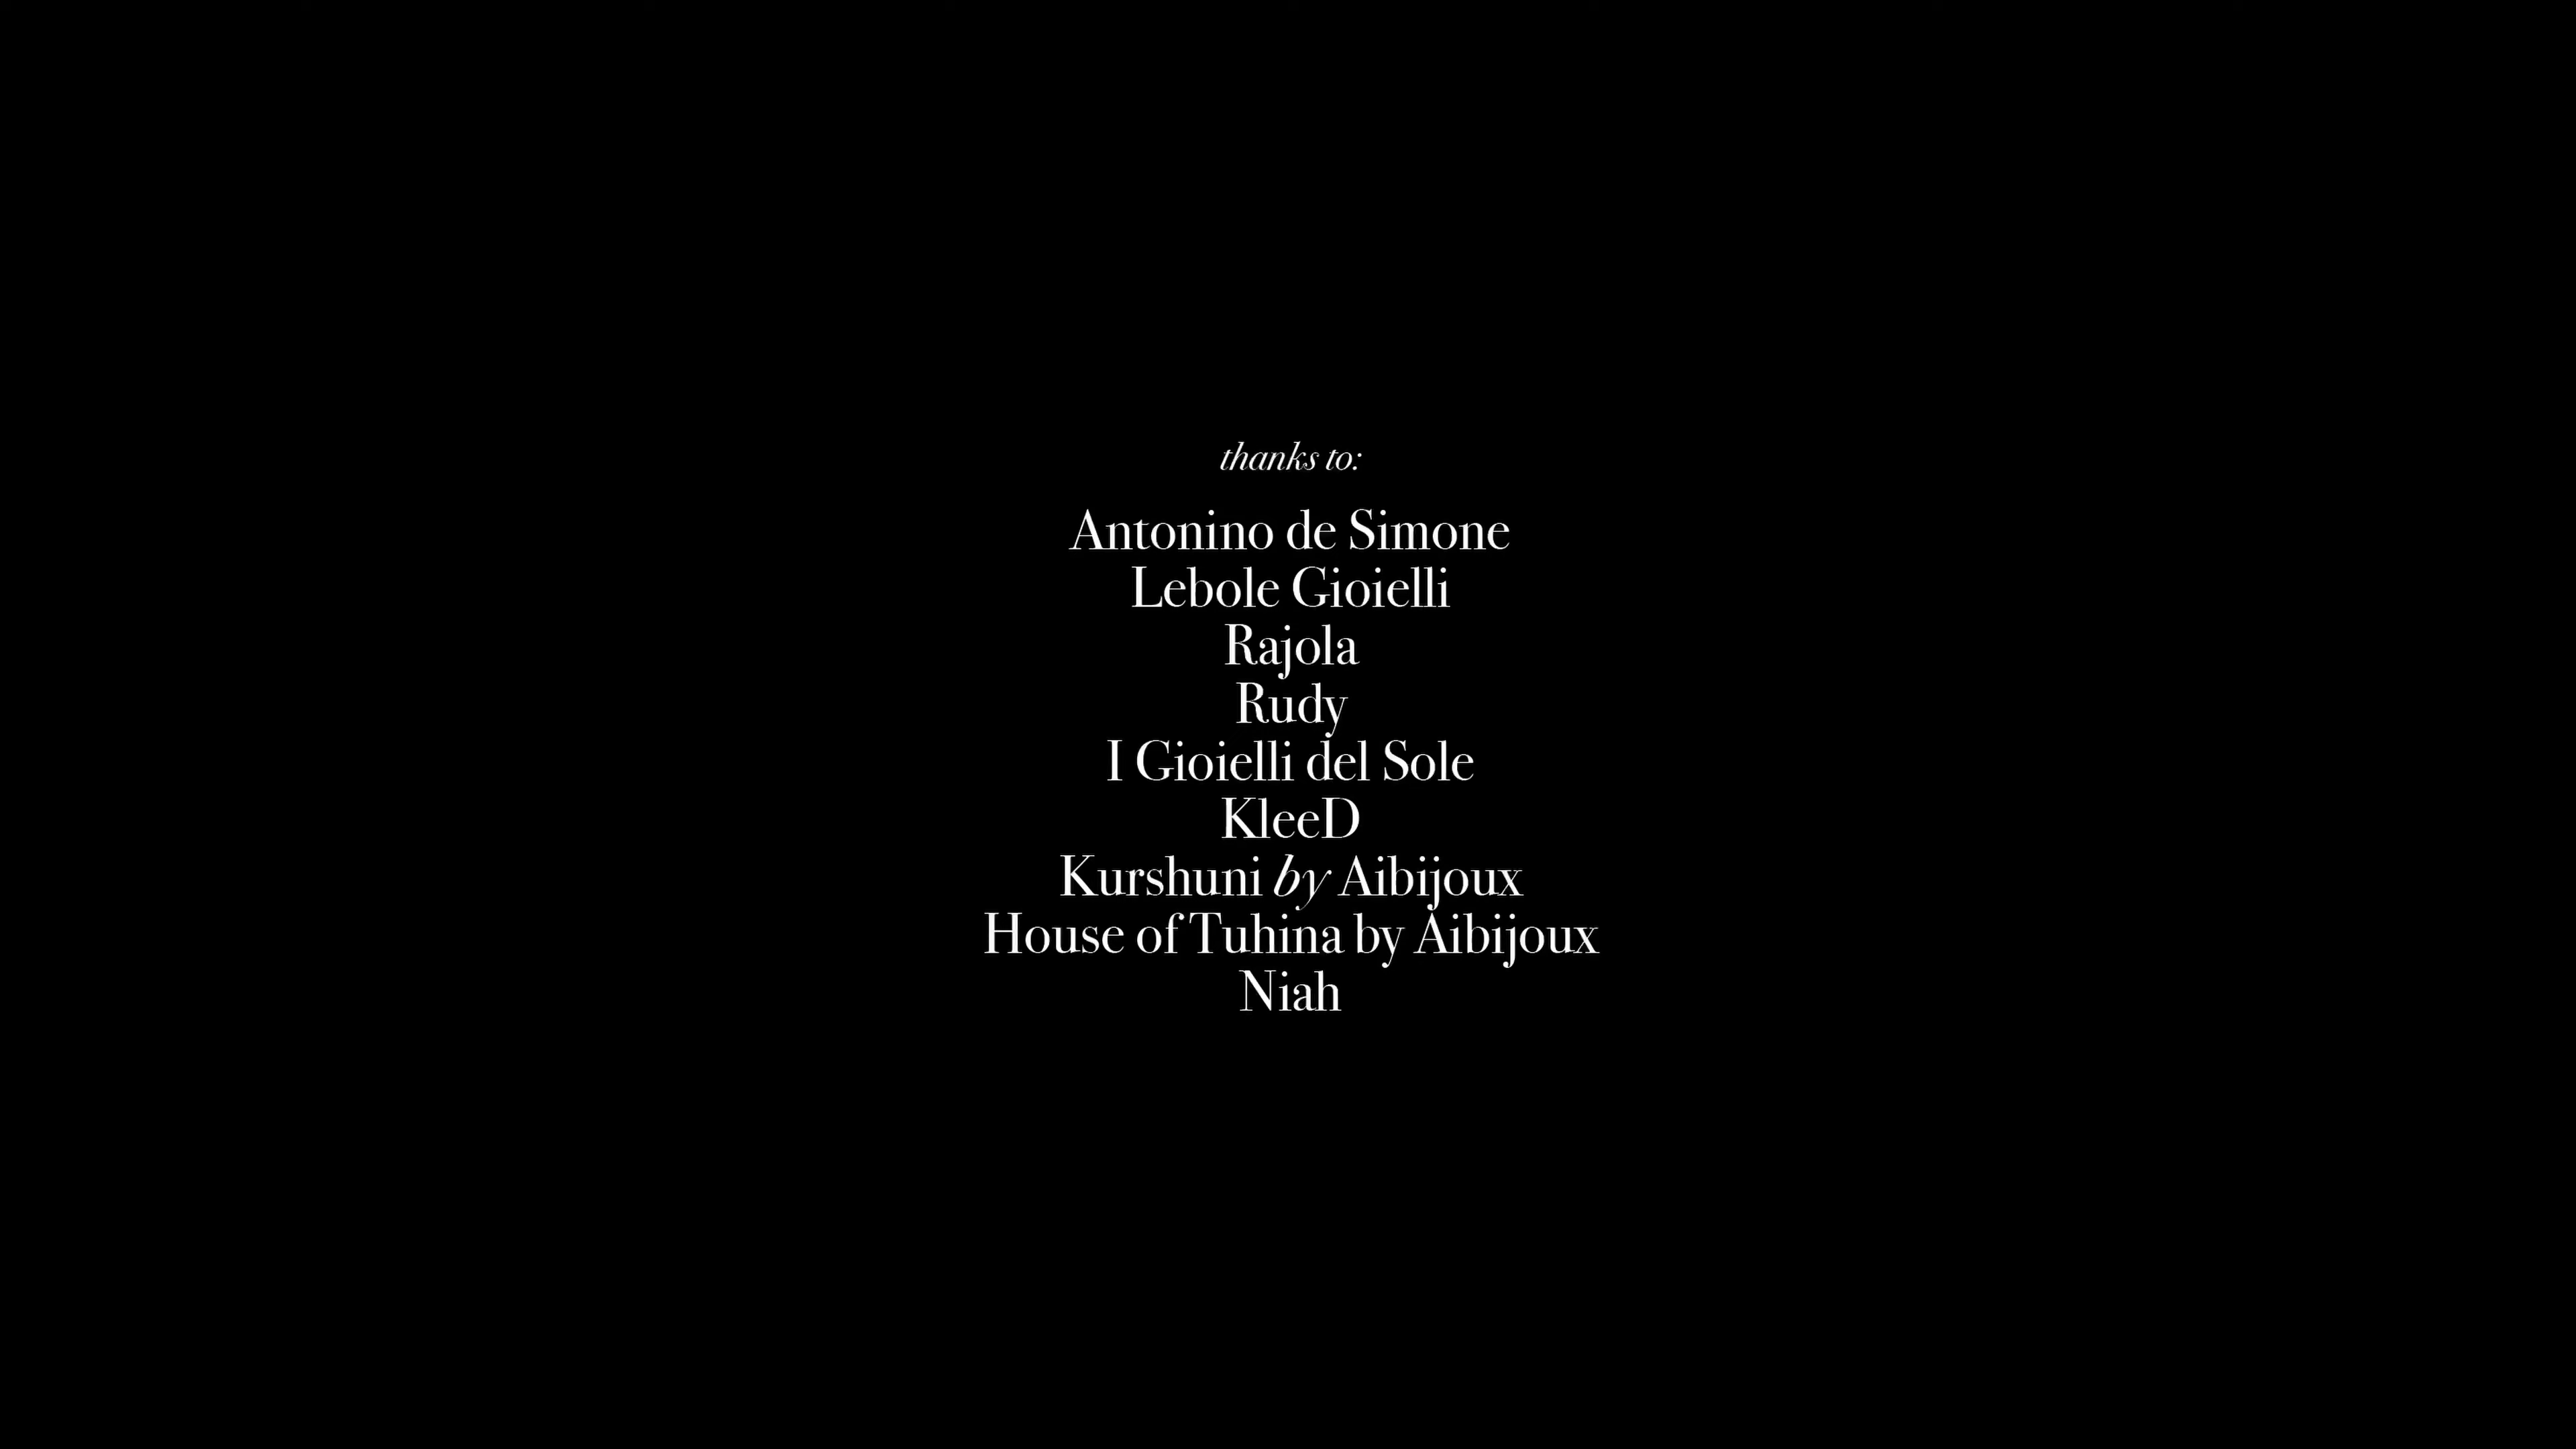 thanks to:
Antonino de Simone
Lebole Gioielli
Rajola
Rudy
I Gioielli del Sole
KleeD
Kurshuni by Aibijoux
House of Tuhina by Aibijoux
Niah